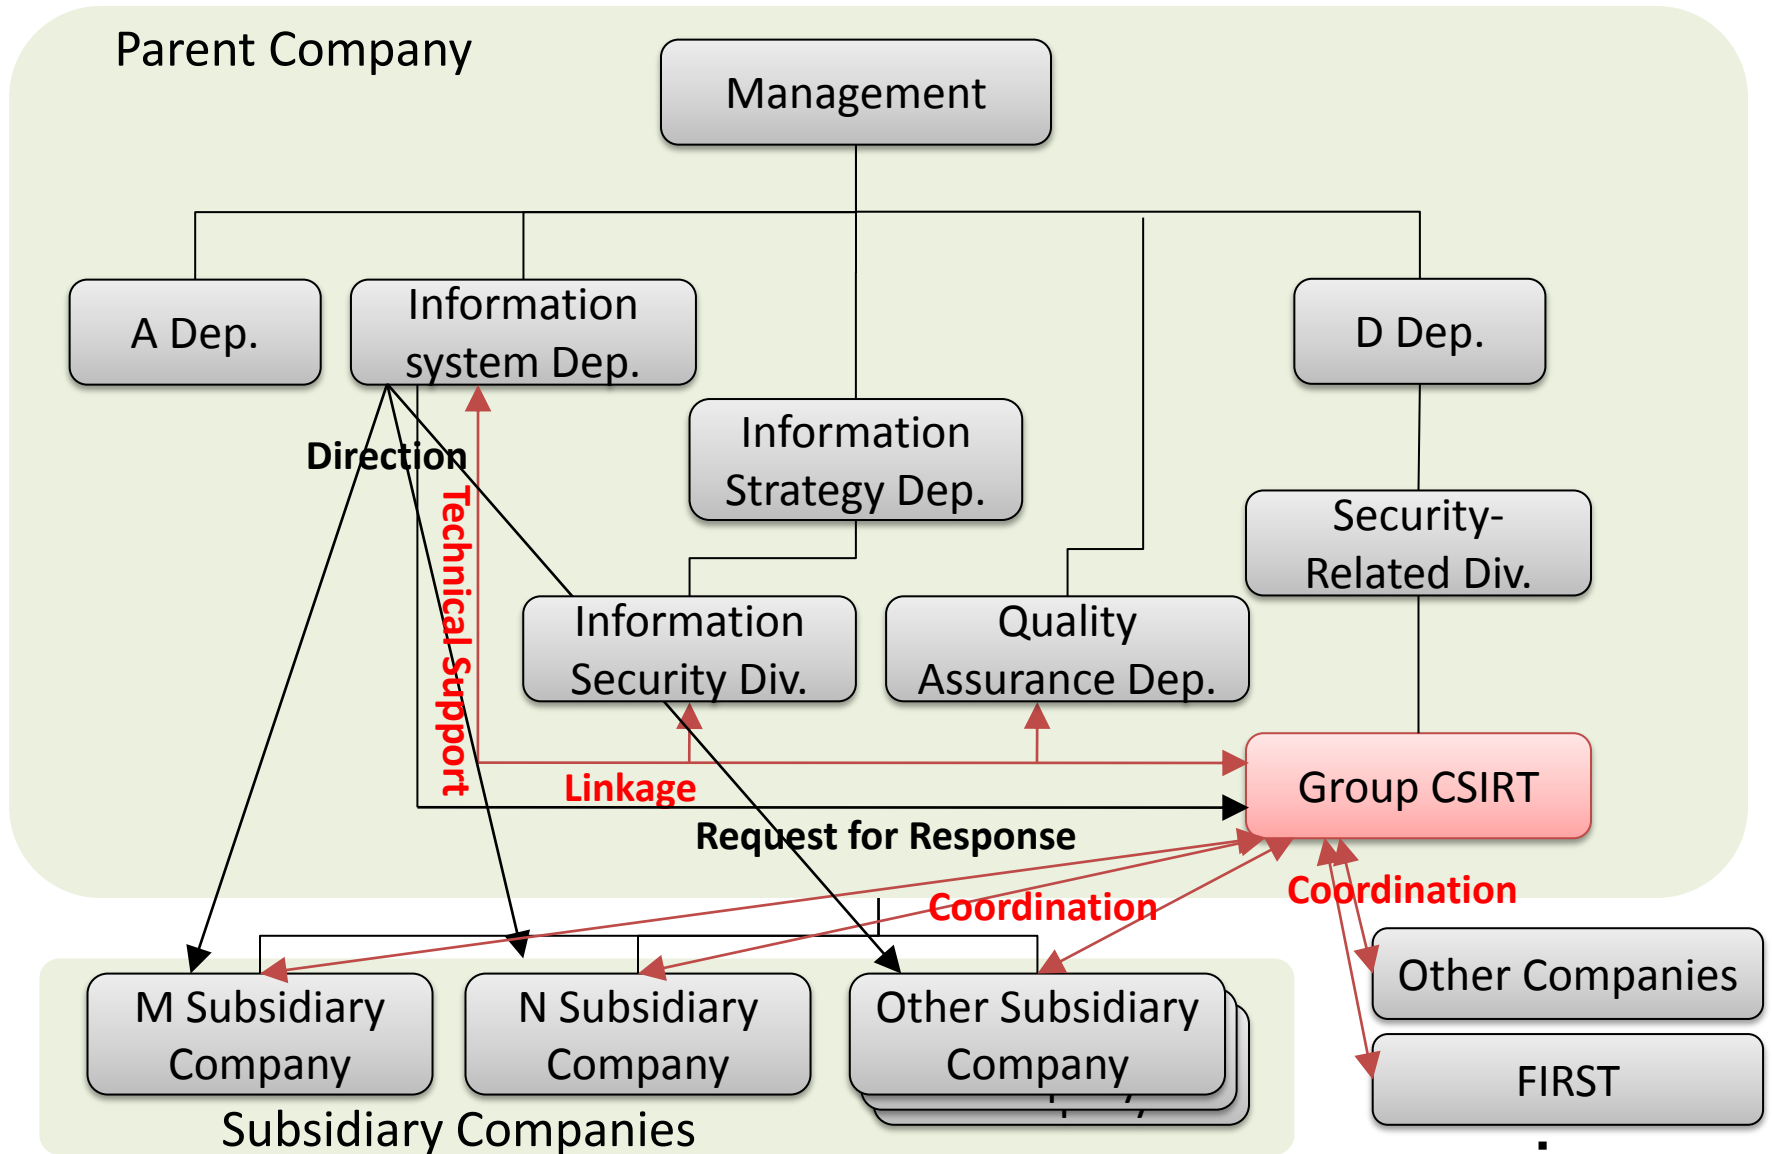 Parent Company
Management
A Dep.
Information
system Dep.
D Dep.
Information
Strategy Dep.
Direction
Technical Support
Security-
Related Div.
Information
Security Div.
Quality
Assurance Dep.
Linkage
Group CSIRT
Request for Response
Coordination
Coordination
Other Companies
M Subsidiary
Company
N Subsidiary
Company
Other Subsidiary
Company
FIRST
Subsidiary Companies